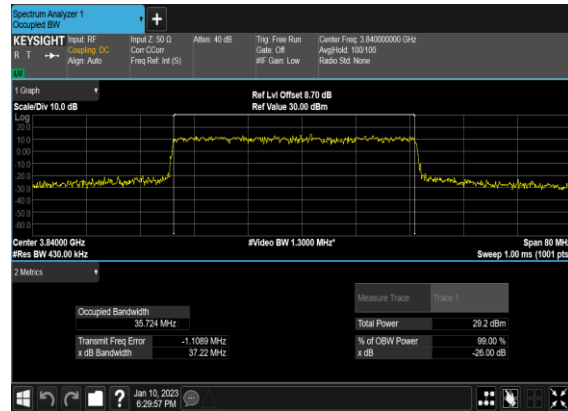 Spectrum Analyzer 1
Occupied BW
+
KEYSIGHT
R T
LV
Input: RF
Coupling: DC
Align: Auto
Input Z: 50 Ω
Corr CCorr
Freq Ref: Int (S)
Atten: 40 dB
Trig: Free Run
Gate: Off
#IF Gain: Low
Center Freq: 3.840000000 GHz
Avg|Hold: 100/100
Radio Std: None
1 Graph
Scale/Div 10.0 dB
Ref Lvl Offset 8.70 dB
Ref Value 30.00 dBm
Log
20.0
10.0
0.00
-10.0
-20.0
-30.0
-40.0
-50.0
-60.0
Center 3.84000 GHz
#Res BW 430.00 kHz
#Video BW 1.3000 MHz*
Span 80 MHz
Sweep 1.00 ms (1001 pts
2 Metrics
Occupied Bandwidth
35.724 MHz
Transmit Freq Error -1.1089 MHz
x dB Bandwidth 37.22 MHz
Measure Trace Trace 1
Total Power 29.2 dBm
% of OBW Power 99.00 %
x dB -26.00 dB
?
Jan 10, 2023
6:29:57 PM